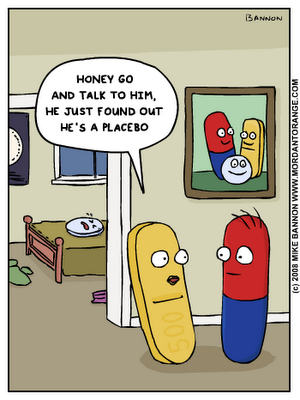 BANNON
HONEY GO
AND TALK TO HIM,
HE JUST FOUND OUT
HE'S A PLACEBO
500
(c) 2008 MIKE BANNON WWW.MORDANTORANGE.COM